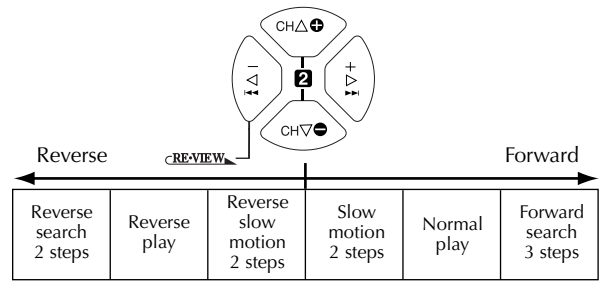 CH△+
−
◁
I◀◀
2
+
▷
▶▶I
CH▽−
Reverse
RE•VIEW
Forward
Reverse
search
2 steps
Reverse
play
Reverse
slow
motion
2 steps
Slow
motion
2 steps
Normal
play
Forward
search
3 steps